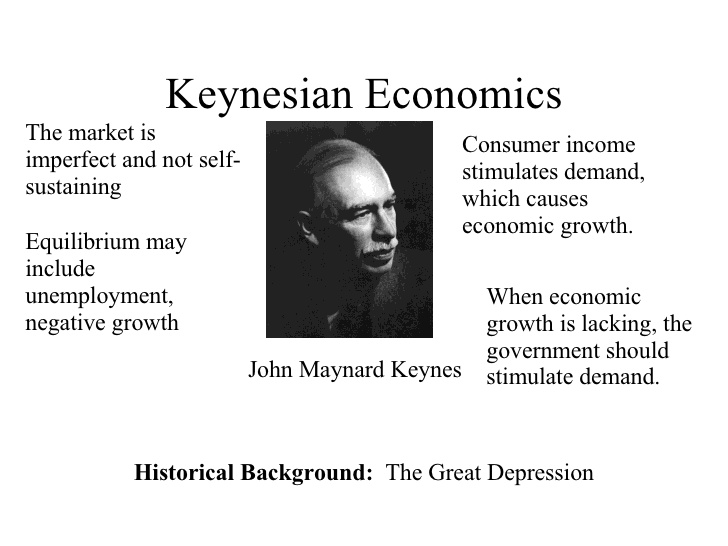 Keynesian Economics
The market is
imperfect and not self-
sustaining
Equilibrium may
include
unemployment,
negative growth
Consumer income
stimulates demand,
which causes
economic growth.
When economic
growth is lacking, the
government should
stimulate demand.
John Maynard Keynes
Historical Background: The Great Depression